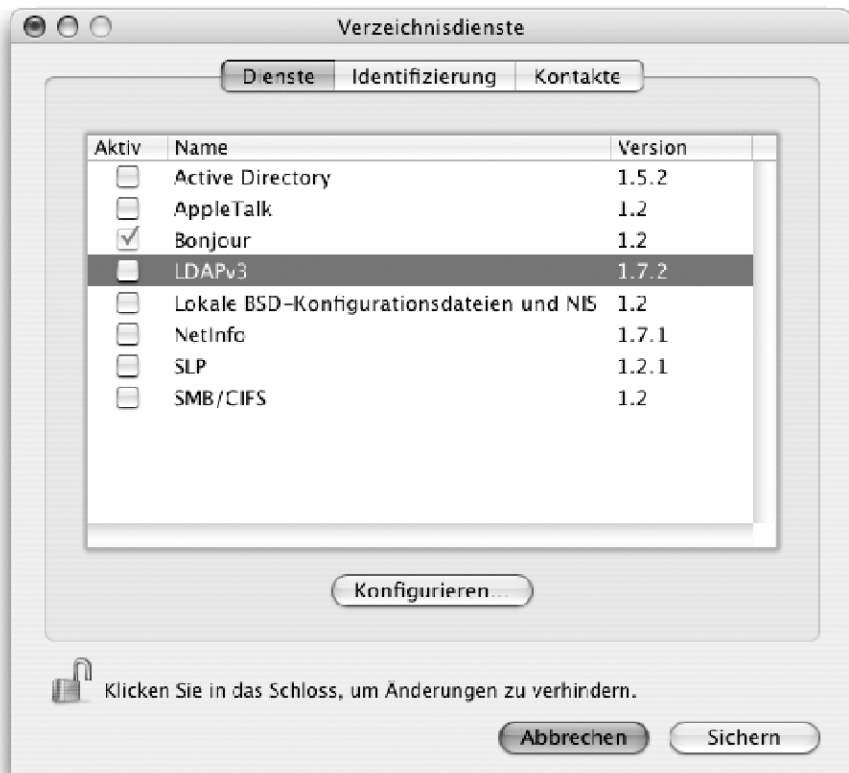 Verzeichnisdienste
Dienste Identifizierung Kontakte
Aktiv Name Version
Active Directory 1.5.2
AppleTalk 1.2
Bonjour 1.2
LDAPv3 1.7.2
Lokale BSD-Konfigurationsdateien und NIS 1.2
NetInfo 1.7.1
SLP 1.2.1
SMB/CIFS 1.2
Konfigurieren...
Klicken Sie in das Schloss, um Änderungen zu verhindern.
Abbrechen Sichern